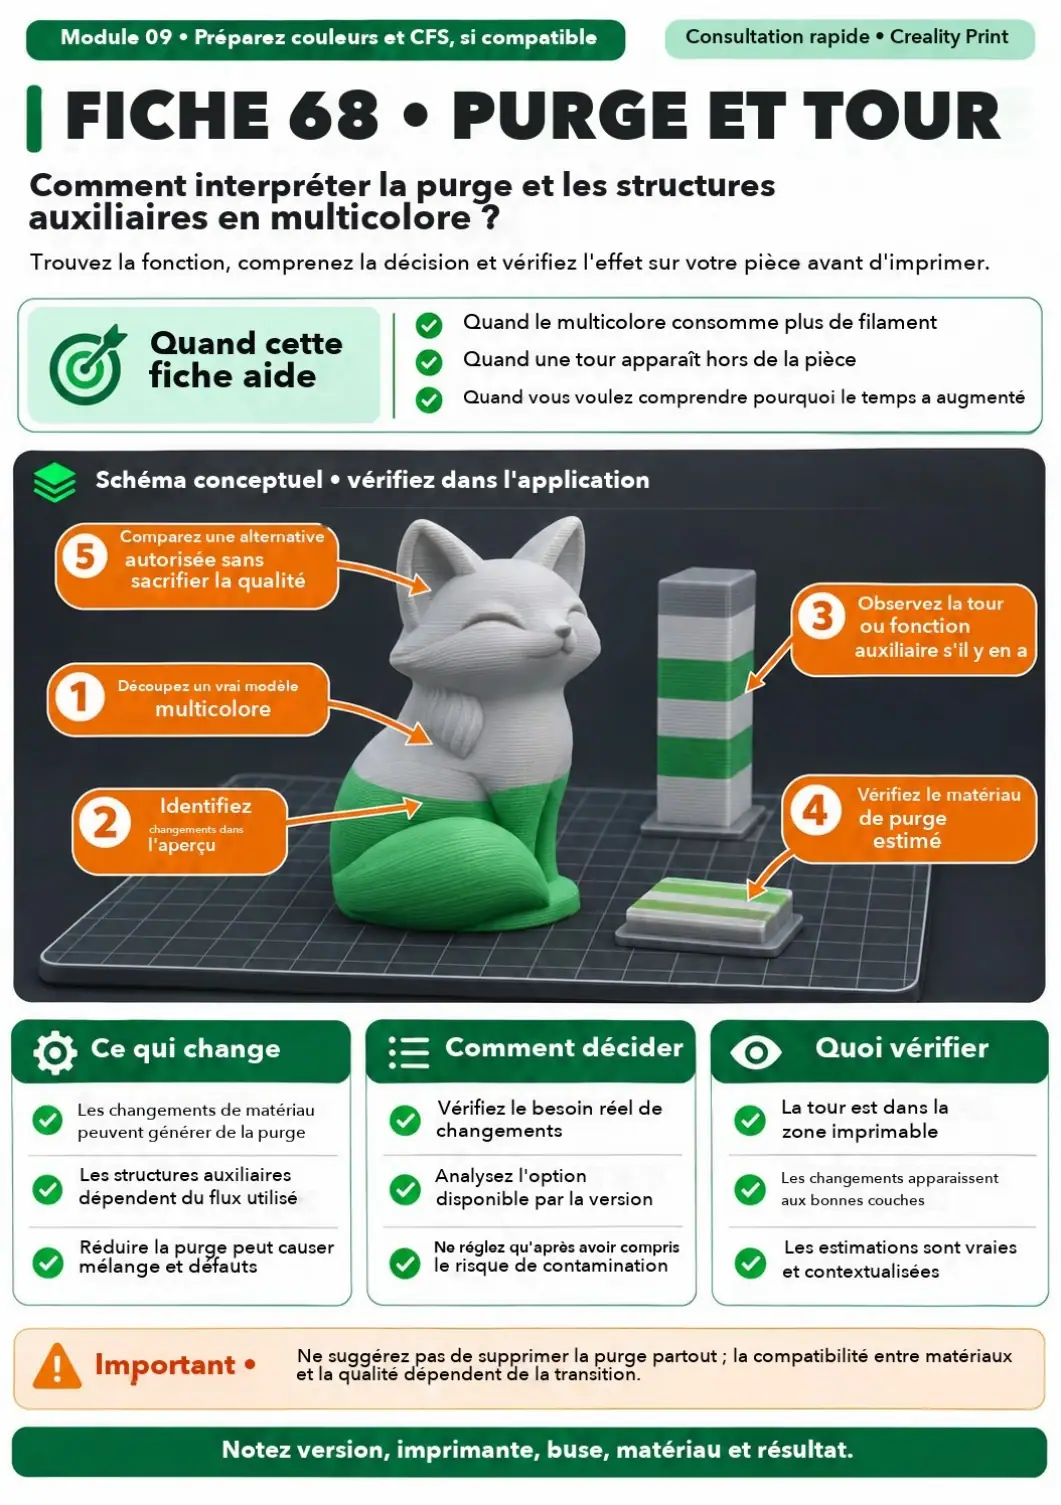 Module 09 • Préparez couleurs et CFS, si compatible
Consultation rapide • Creality Print
FICHE 68 • PURGE ET TOUR
Comment interpréter la purge et les structures
auxiliaires en multicolore ?
Trouvez la fonction, comprenez la décision et vérifiez l'effet sur votre pièce avant d'imprimer.
Quand cette
fiche aide
Quand le multicolore consomme plus de filament
Quand une tour apparaît hors de la pièce
Quand vous voulez comprendre pourquoi le temps a augmenté
Schéma conceptuel • vérifiez dans l'application
5
Comparez une alternative
autorisée sans
sacrifier la qualité
1
Découpez un vrai modèle
multicolore
2
Identifiez
changements dans
l'aperçu
3
Observez la tour
ou fonction
auxiliaire s'il y en a
4
Vérifiez le matériau
de purge
estimé
Ce qui change
Les changements de matériau
peuvent générer de la purge
Les structures auxiliaires
dépendent du flux utilisé
Réduire la purge peut causer
mélange et défauts
Comment décider
Vérifiez le besoin réel de
changements
Analysez l'option
disponible par la version
Ne réglez qu'après avoir compris
le risque de contamination
Quoi vérifier
La tour est dans la
zone imprimable
Les changements apparaissent
aux bonnes couches
Les estimations sont vraies
et contextualisées
Important •
Ne suggérez pas de supprimer la purge partout ; la compatibilité entre matériaux
et la qualité dépendent de la transition.
Notez version, imprimante, buse, matériau et résultat.